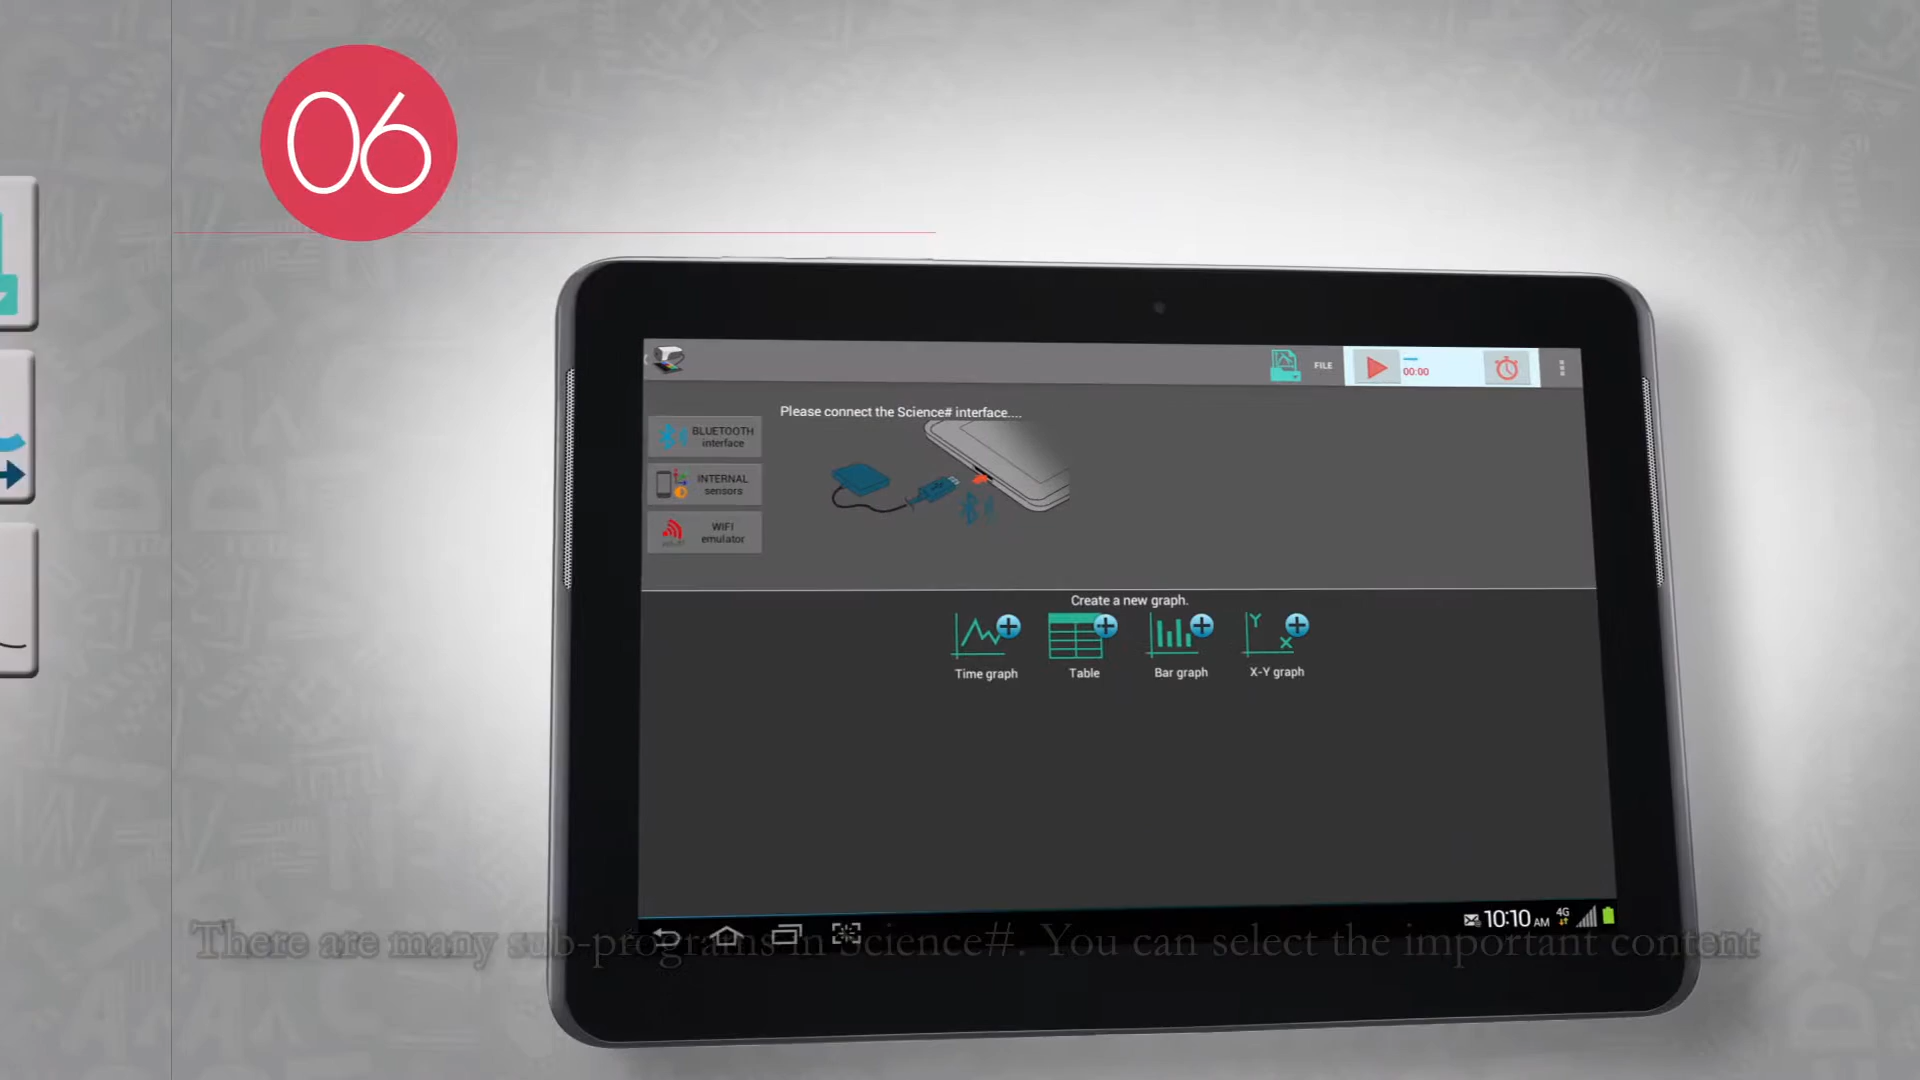 06
FILE
00:00
Please connect the Science# interface....
BLUETOOTH
interface
INTERNAL
sensors
WIFI
emulator
Create a new graph.
Time graph
Table
Bar graph
X-Y graph
10:10 AM
4G
There are many sub-programs in Science#. You can select the important content